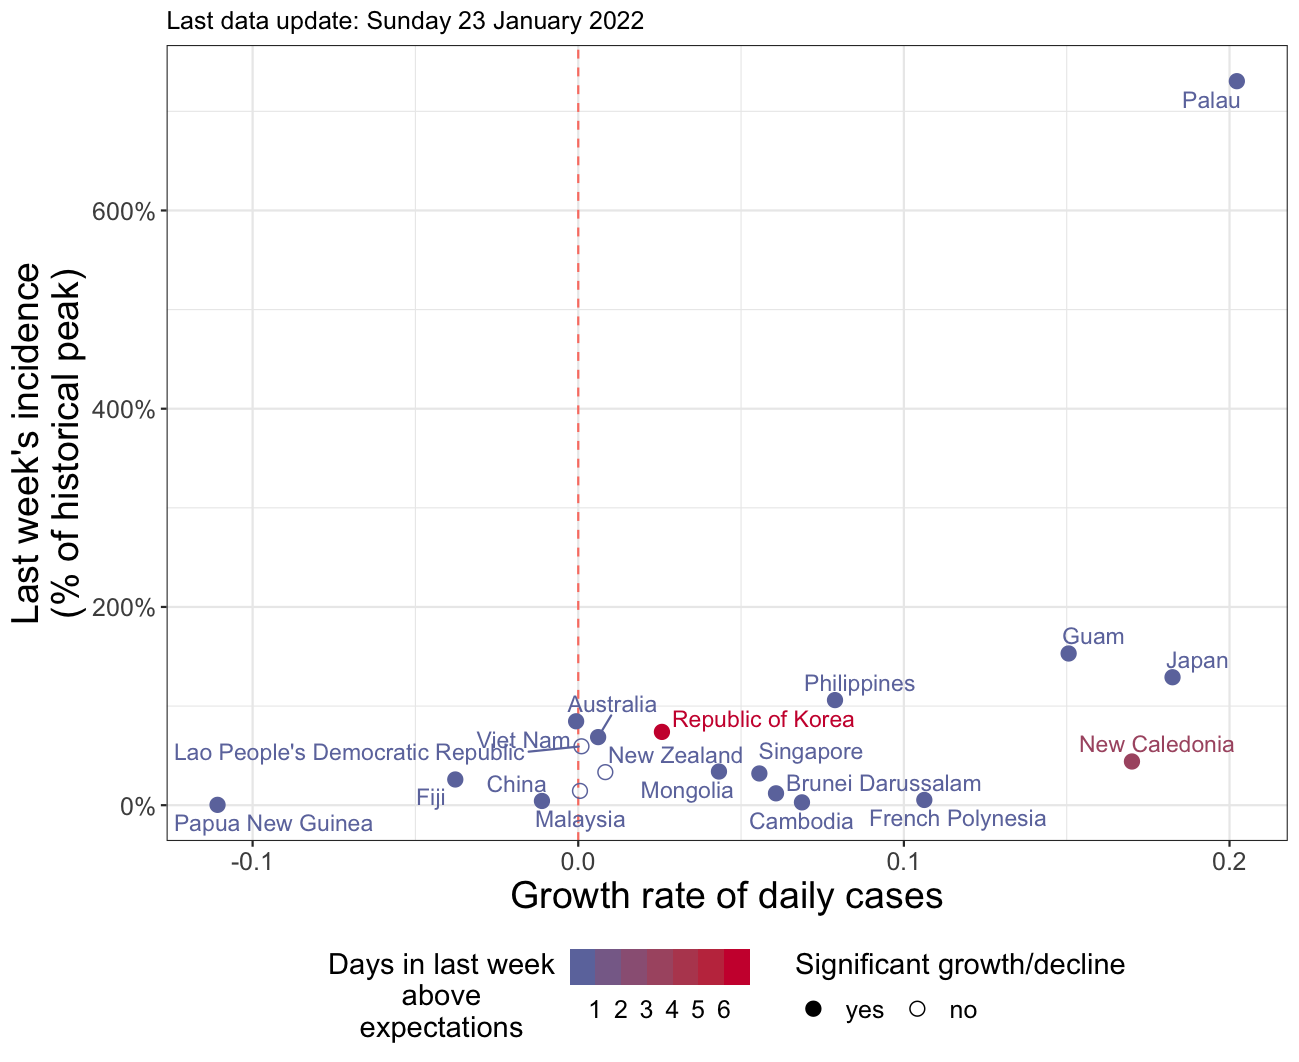 Last data update: Sunday 23 January 2022
Last week's incidence
(% of historical peak)
600%
400%
200%
0%
Palau
Guam
Japan
Philippines
Australia
Republic of Korea
Viet Nam
New Caledonia
Lao People's Democratic Republic
New Zealand
Singapore
China
Mongolia
Brunei Darussalam
Fiji
Papua New Guinea
Malaysia
Cambodia
French Polynesia
-0.1
0.0
0.1
0.2
Growth rate of daily cases
Days in last week
above
expectations
1 2 3 4 5 6
Significant growth/decline
yes
no